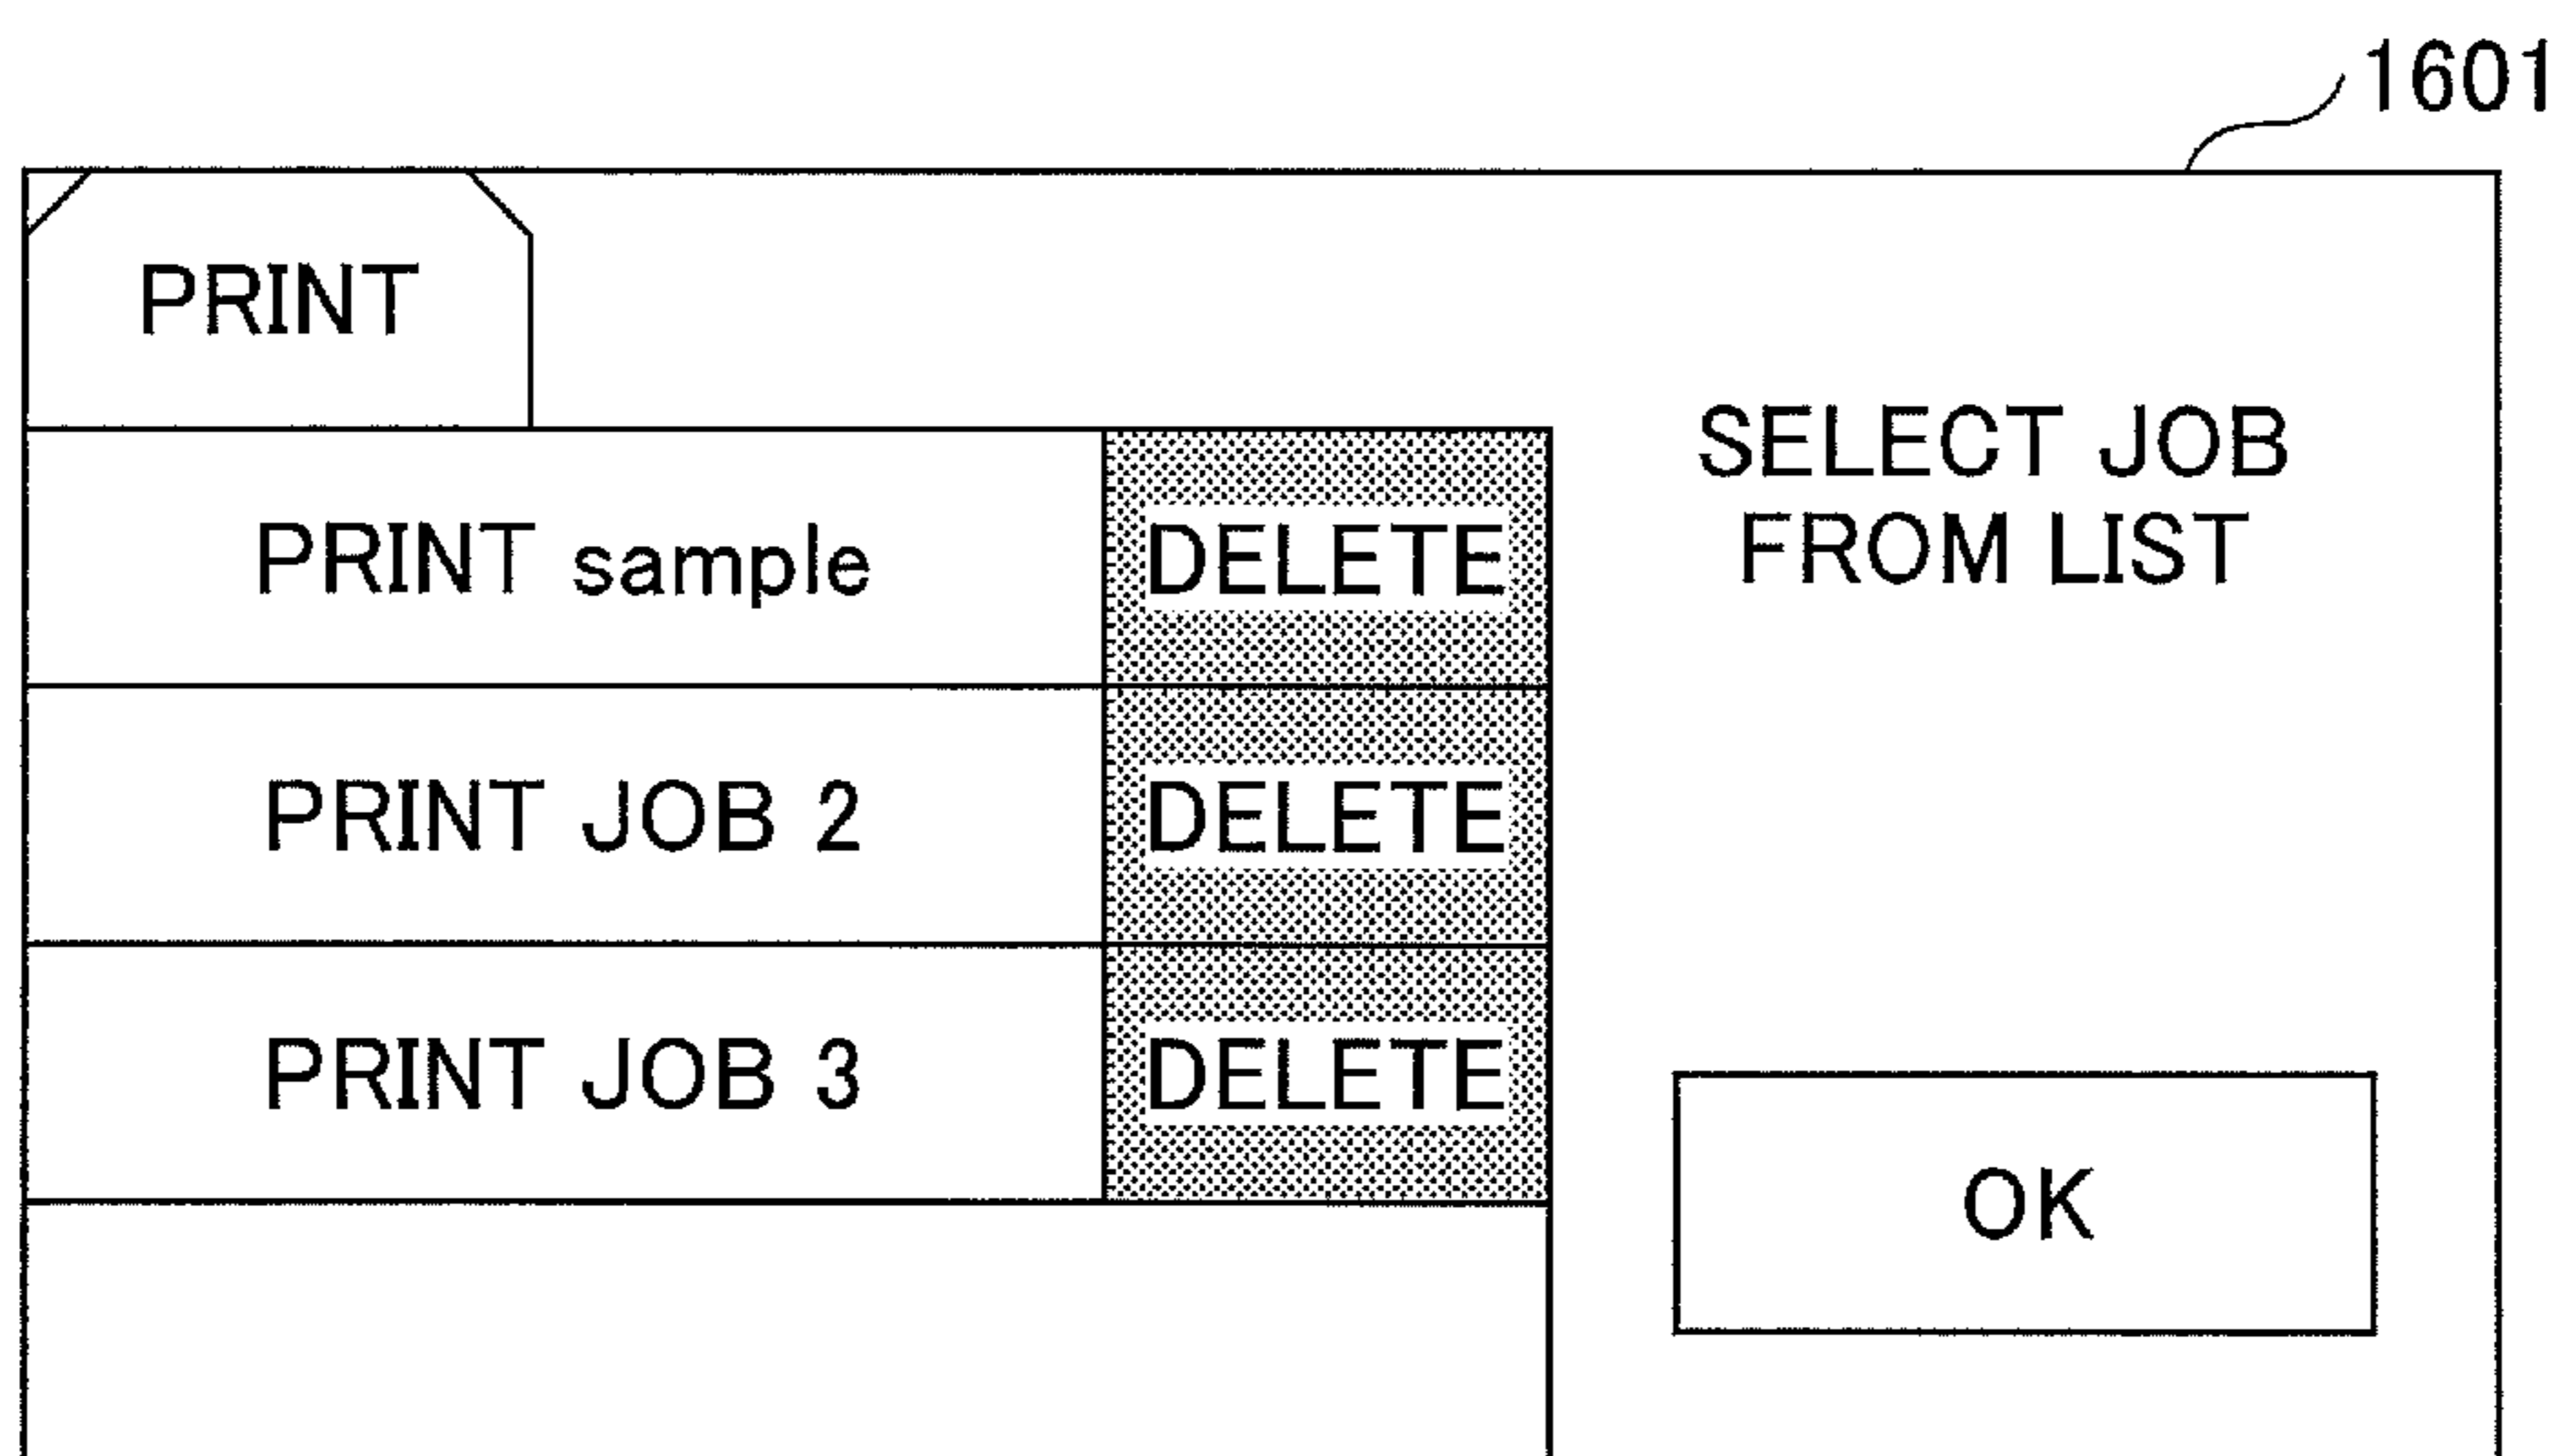 1601
PRINT
SELECT JOB
FROM LIST
PRINT sample
DELETE
PRINT JOB 2
DELETE
PRINT JOB 3
DELETE
OK